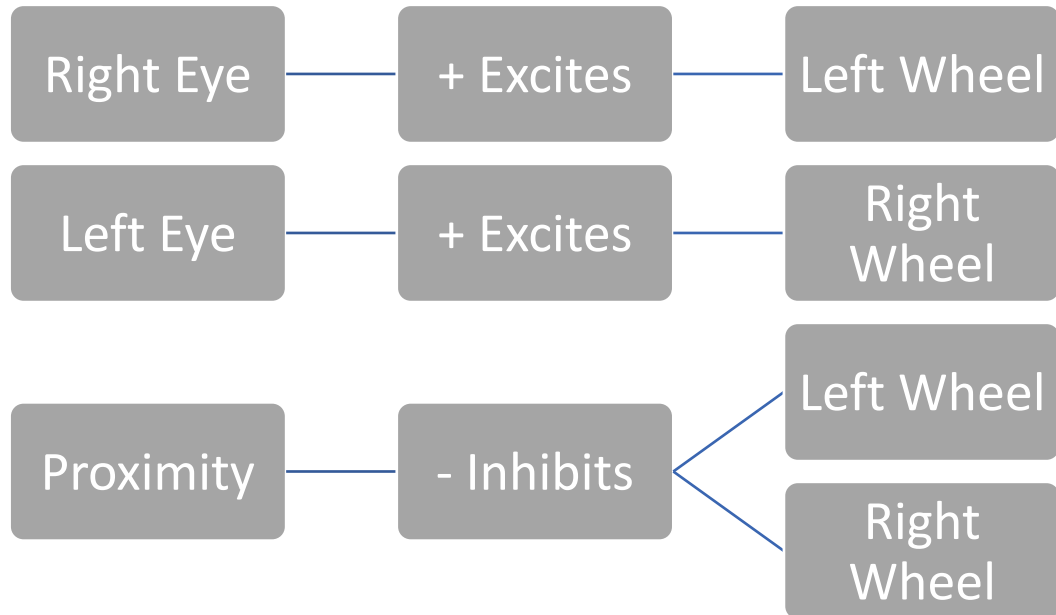 Right Eye
+ Excites
Left Wheel
Left Eye
+ Excites
Right
Wheel
Proximity
- Inhibits
Left Wheel
Right
Wheel